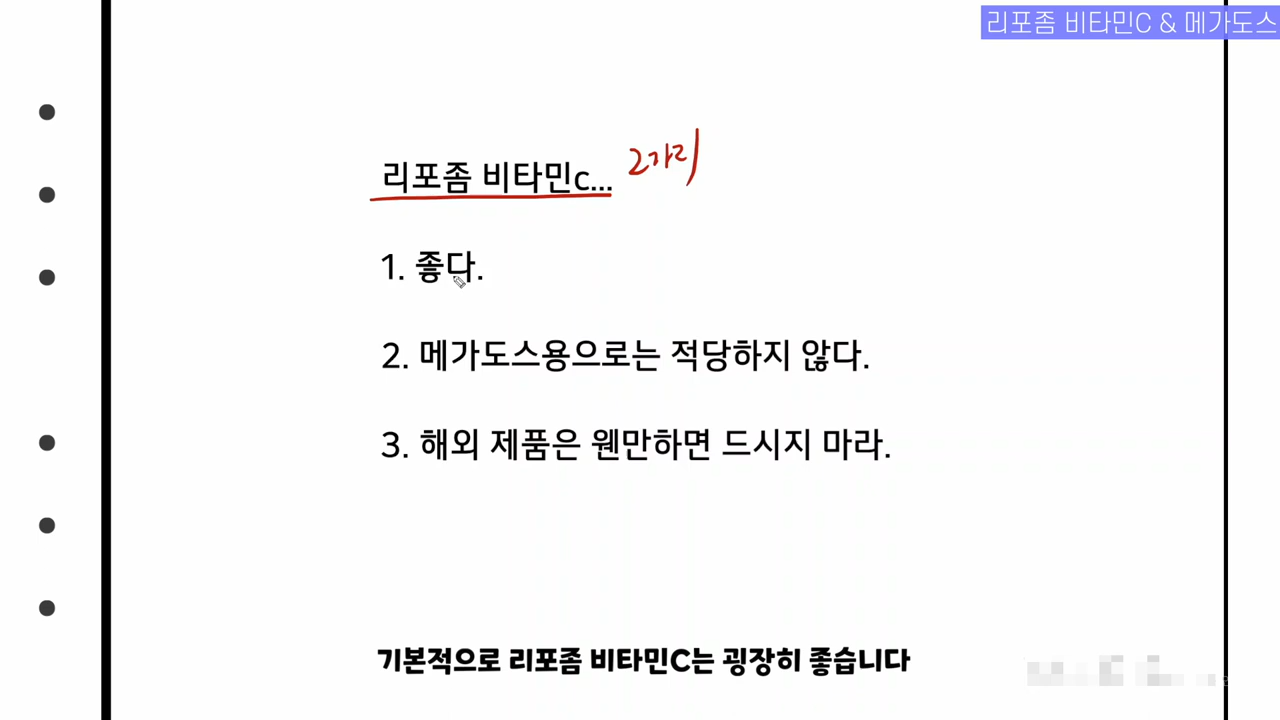 리포좀 비타민C & 메가도스
리포좀 비타민c... 2가지
1. 좋다.
2. 메가도스용으로는 적당하지 않다.
3. 해외 제품은 웬만하면 드시지 마라.
기본적으로 리포좀 비타민C는 굉장히 좋습니다